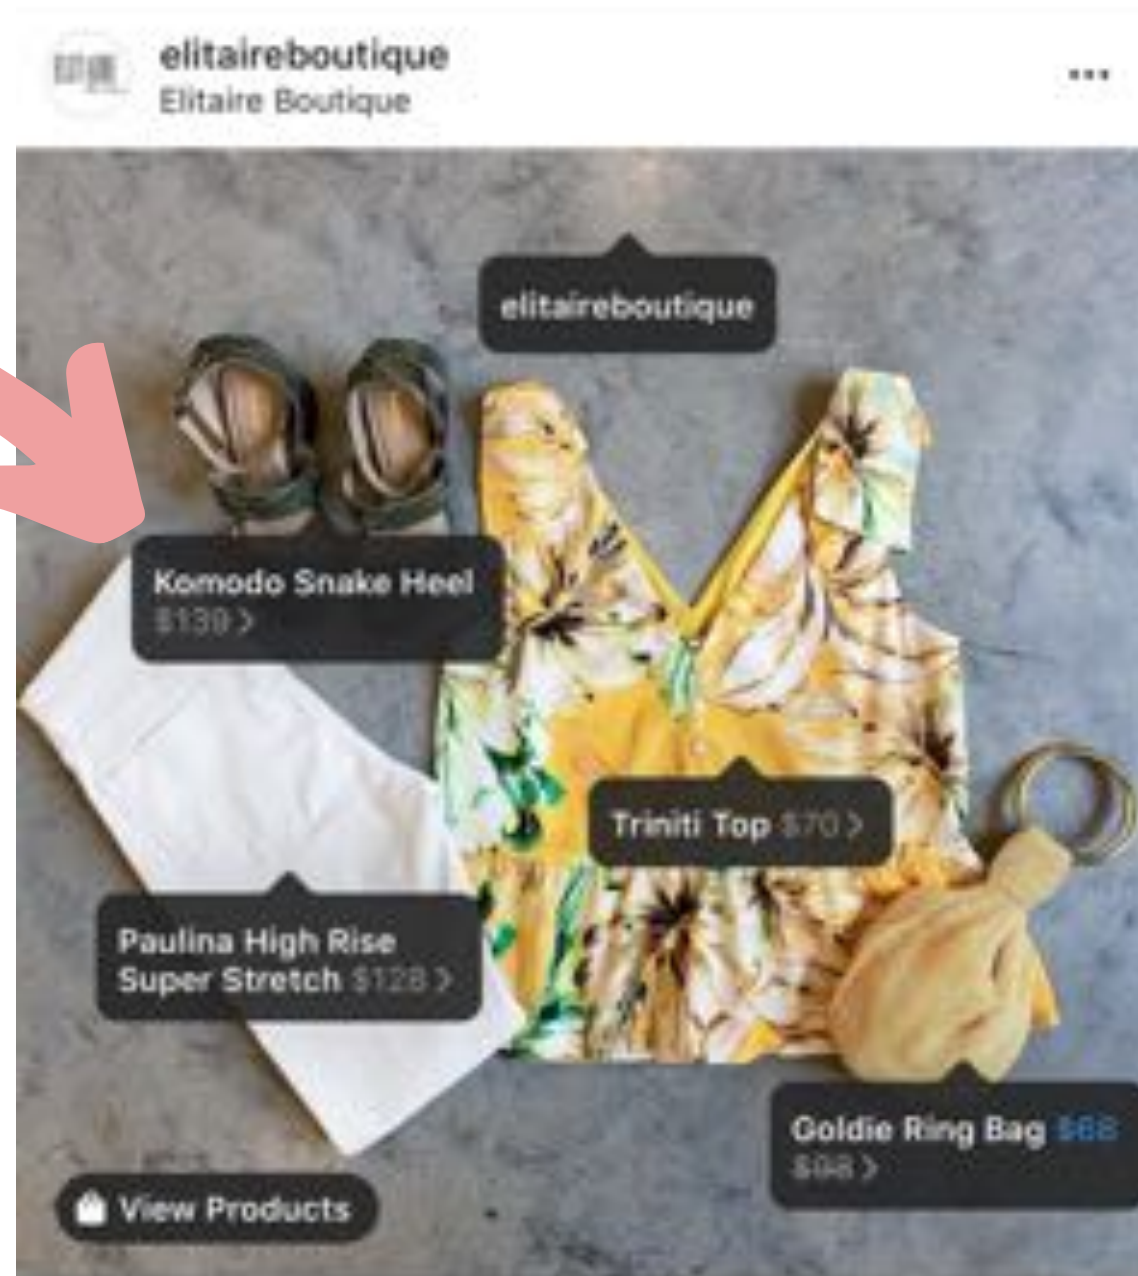 elitaireboutique
Elitaire Boutique
elitaireboutique
Komodo Snake Heel
$139 >
Triniti Top $70 >
Paulina High Rise
Super Stretch $128 >
Goldie Ring Bag $68
$98 >
View Products